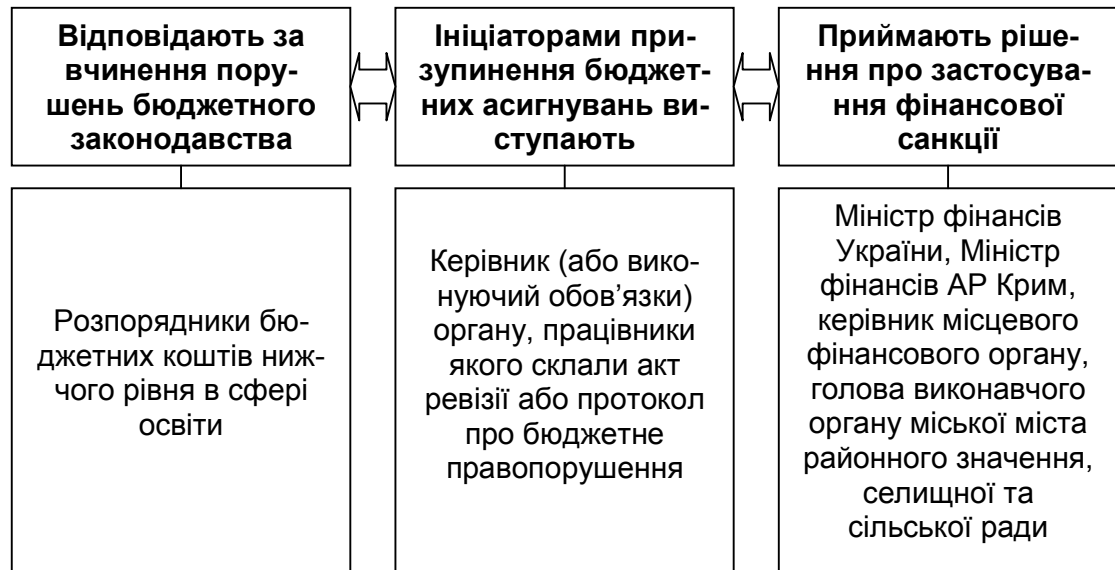 Відповідають за
вчинення пору-
шень бюджетного
законодавства
Ініціаторами при-
зупинення бюджет-
них асигнувань ви-
ступають
Приймають ріше-
ння про застосува-
ння фінансової
санкції
Розпорядники бю-
джетних коштів ниж-
чого рівня в сфері
освіти
Керівник (або вико-
нуючий обов’язки)
органу, працівники
якого склали акт
ревізії або протокол
про бюджетне
правопорушення
Міністр фінансів
України, Міністр
фінансів АР Крим,
керівник місцевого
фінансового органу,
голова виконавчого
органу міської міста
районного значення,
селищної та
сільської ради